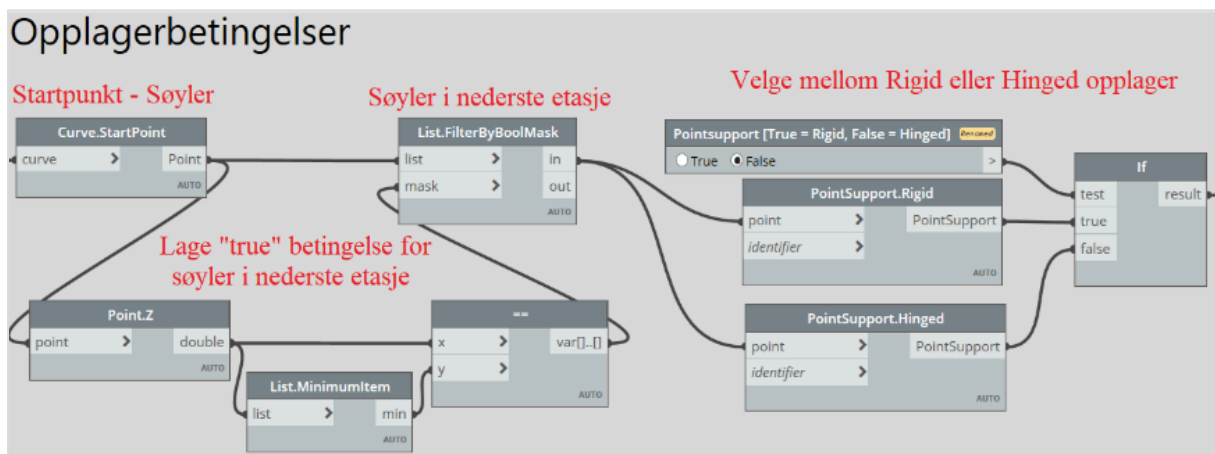 Opplagerbetingelser
Startpunkt - Søyler
Søyler i nederste etasje
Velge mellom Rigid eller Hinged opplager
Curve.StartPoint
curve > Point
AUTO
List.FilterByBoolMask
list > in
mask > out
AUTO
Pointsupport [True = Rigid, False = Hinged] Renamed
True False >
PointSupport.Rigid
point > PointSupport
identifier >
AUTO
If
test > result
true >
false >
AUTO
Lage "true" betingelse for
søyler i nederste etasje
Point.Z
point > double
AUTO
List.MinimumItem
list > min
AUTO
==
x > var[]..[]
y >
AUTO
PointSupport.Hinged
point > PointSupport
identifier >
AUTO